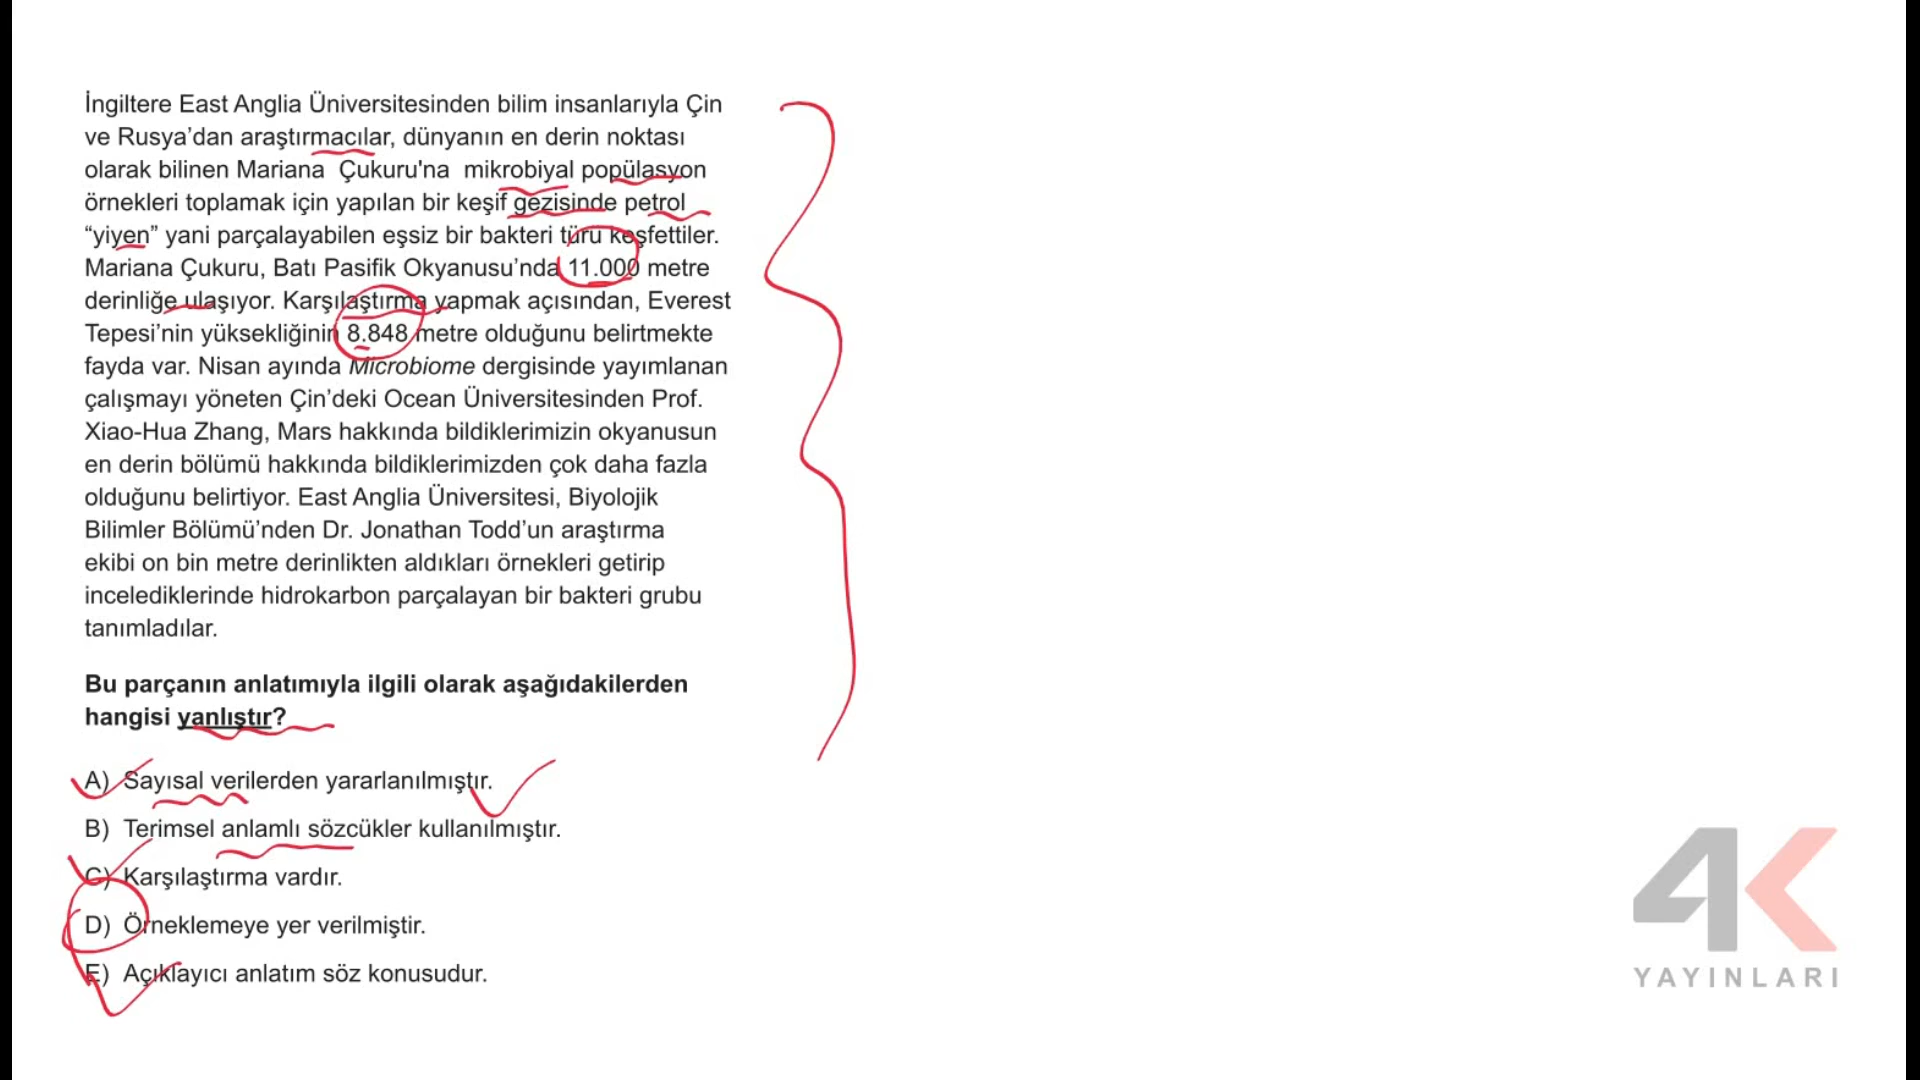 İngiltere East Anglia Üniversitesinden bilim insanlarıyla Çin
ve Rusya’dan araştırmacılar, dünyanın en derin noktası
olarak bilinen Mariana Çukuru'na mikrobiyal popülasyon
örnekleri toplamak için yapılan bir keşif gezisinde petrol
“yiyen” yani parçalayabilen eşsiz bir bakteri türü keşfettiler.
Mariana Çukuru, Batı Pasifik Okyanusu’nda 11.000 metre
derinliğe ulaşıyor. Karşılaştırma yapmak açısından, Everest
Tepesi’nin yüksekliğinin 8.848 metre olduğunu belirtmekte
fayda var. Nisan ayında Microbiome dergisinde yayımlanan
çalışmayı yöneten Çin’deki Ocean Üniversitesinden Prof.
Xiao-Hua Zhang, Mars hakkında bildiklerimizin okyanusun
en derin bölümü hakkında bildiklerimizden çok daha fazla
olduğunu belirtiyor. East Anglia Üniversitesi, Biyolojik
Bilimler Bölümü’nden Dr. Jonathan Todd’un araştırma
ekibi on bin metre derinlikten aldıkları örnekleri getirip
incelediklerinde hidrokarbon parçalayan bir bakteri grubu
tanımladılar.
Bu parçanın anlatımıyla ilgili olarak aşağıdakilerden
hangisi yanlıştır?
A) Sayısal verilerden yararlanılmıştır.
B) Terimsel anlamlı sözcükler kullanılmıştır.
C) Karşılaştırma vardır.
D) Örneklemeye yer verilmiştir.
E) Açıklayıcı anlatım söz konusudur.
4K
YAYINLARI